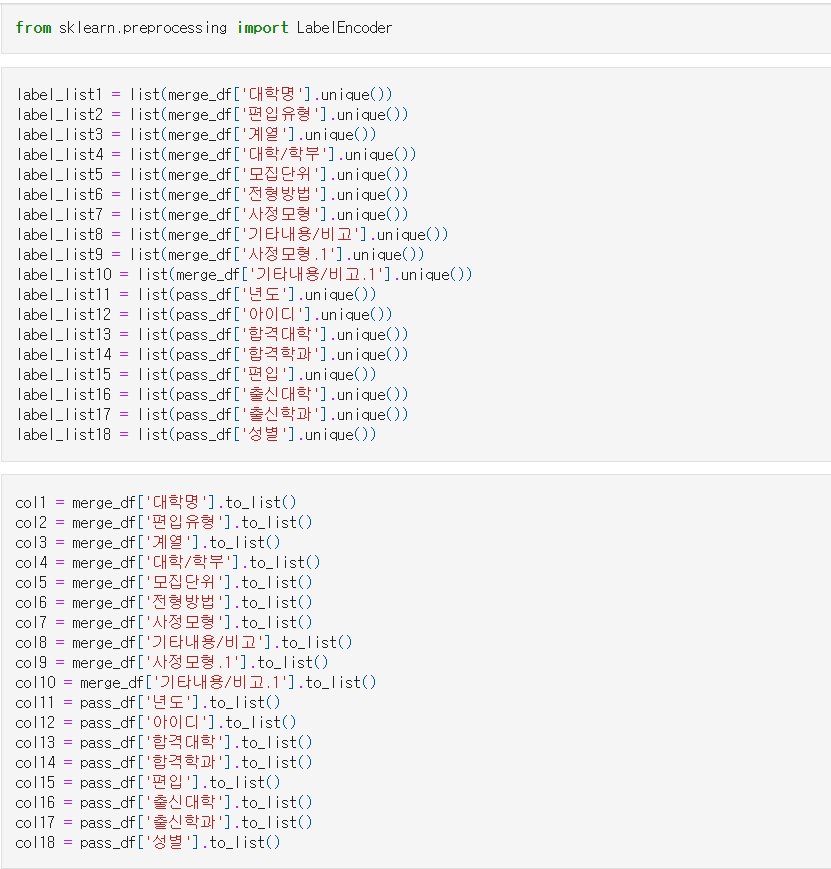 from sklearn.preprocessing import LabelEncoder
label_list1 = list(merge_df['대학명'].unique())
label_list2 = list(merge_df['편입유형'].unique())
label_list3 = list(merge_df['계열'].unique())
label_list4 = list(merge_df['대학/학부'].unique())
label_list5 = list(merge_df['모집단위'].unique())
label_list6 = list(merge_df['전형방법'].unique())
label_list7 = list(merge_df['사정모형'].unique())
label_list8 = list(merge_df['기타내용/비고'].unique())
label_list9 = list(merge_df['사정모형.1'].unique())
label_list10 = list(merge_df['기타내용/비고.1'].unique())
label_list11 = list(pass_df['년도'].unique())
label_list12 = list(pass_df['아이디'].unique())
label_list13 = list(pass_df['합격대학'].unique())
label_list14 = list(pass_df['합격학과'].unique())
label_list15 = list(pass_df['편입'].unique())
label_list16 = list(pass_df['출신대학'].unique())
label_list17 = list(pass_df['출신학과'].unique())
label_list18 = list(pass_df['성별'].unique())
col1 = merge_df['대학명'].to_list()
col2 = merge_df['편입유형'].to_list()
col3 = merge_df['계열'].to_list()
col4 = merge_df['대학/학부'].to_list()
col5 = merge_df['모집단위'].to_list()
col6 = merge_df['전형방법'].to_list()
col7 = merge_df['사정모형'].to_list()
col8 = merge_df['기타내용/비고'].to_list()
col9 = merge_df['사정모형.1'].to_list()
col10 = merge_df['기타내용/비고.1'].to_list()
col11 = pass_df['년도'].to_list()
col12 = pass_df['아이디'].to_list()
col13 = pass_df['합격대학'].to_list()
col14 = pass_df['합격학과'].to_list()
col15 = pass_df['편입'].to_list()
col16 = pass_df['출신대학'].to_list()
col17 = pass_df['출신학과'].to_list()
col18 = pass_df['성별'].to_list()